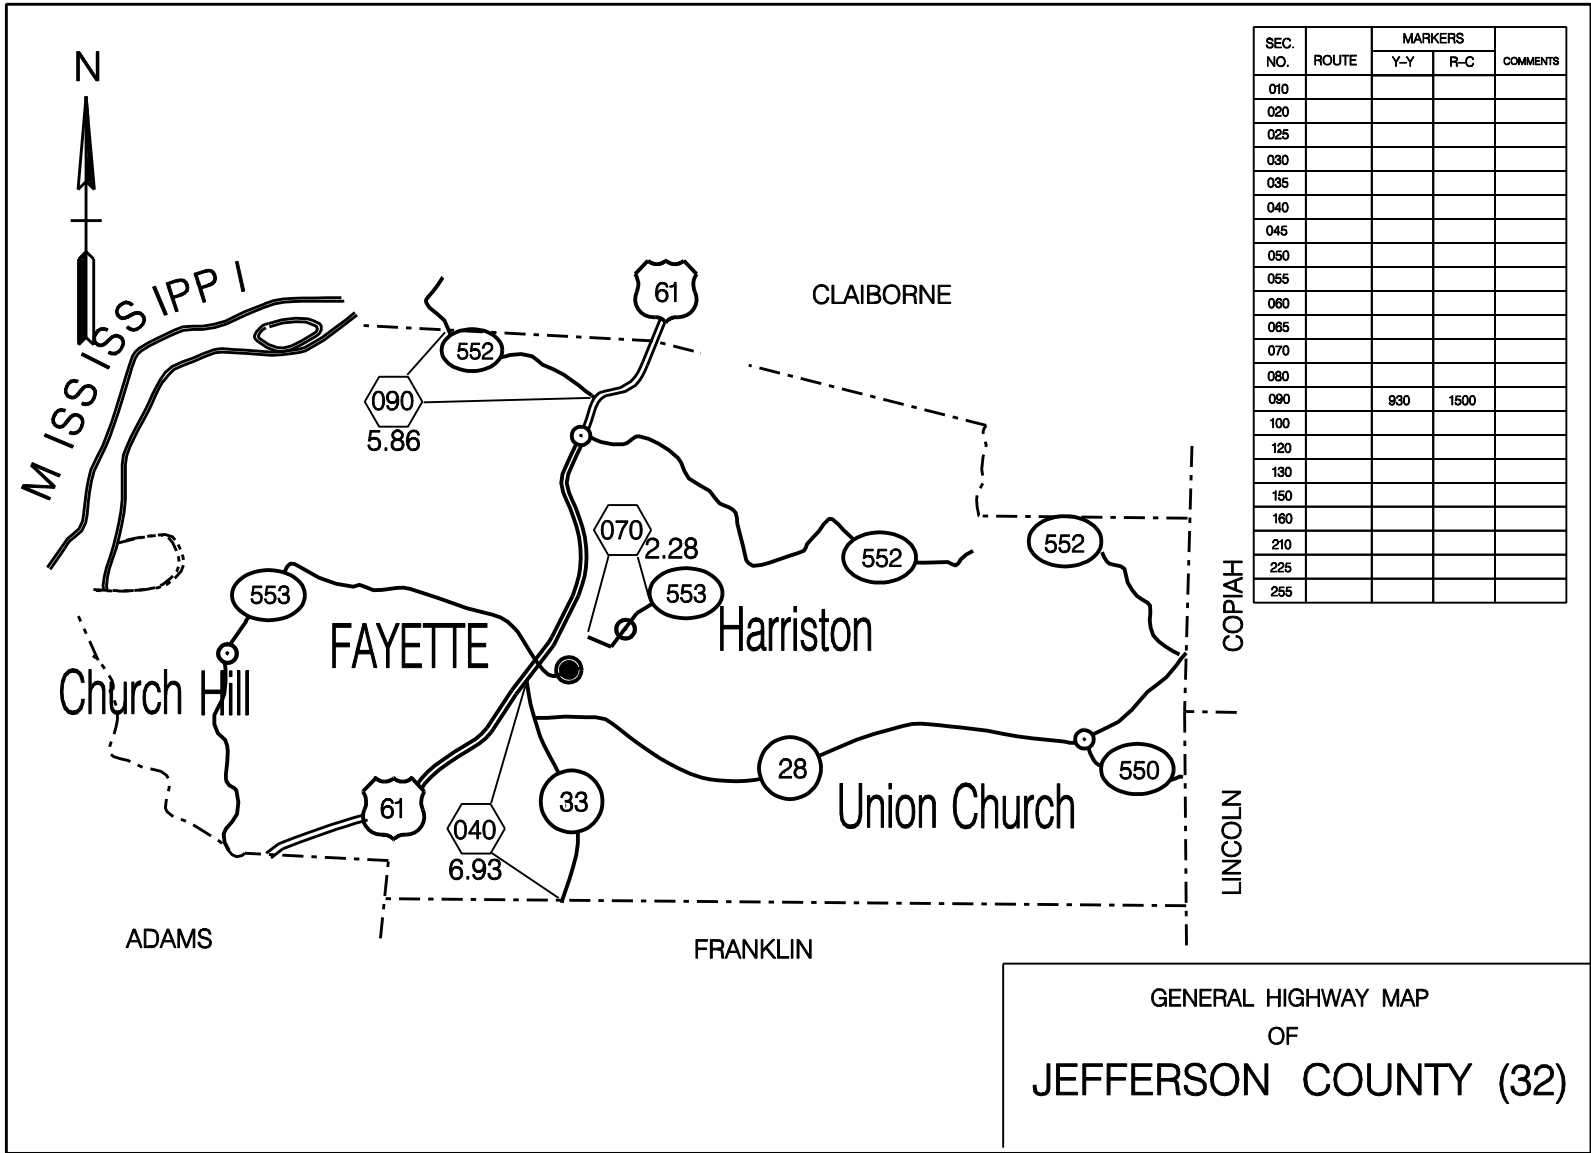 N
M ISS ISS IPP I
CLAIBORNE
61
552
090
5.86
070
2.28
552
552
553
553
FAYETTE
Harriston
Church Hill
COPIAH
28
550
61
33
040
6.93
Union Church
LINCOLN
ADAMS
FRANKLIN
SEC. NO. ROUTE MARKERS COMMENTS
Y–Y R–C
010
020
025
030
035
040
045
050
055
060
065
070
080
090 930 1500
100
120
130
150
160
210
225
255
GENERAL HIGHWAY MAP
OF
JEFFERSON COUNTY (32)